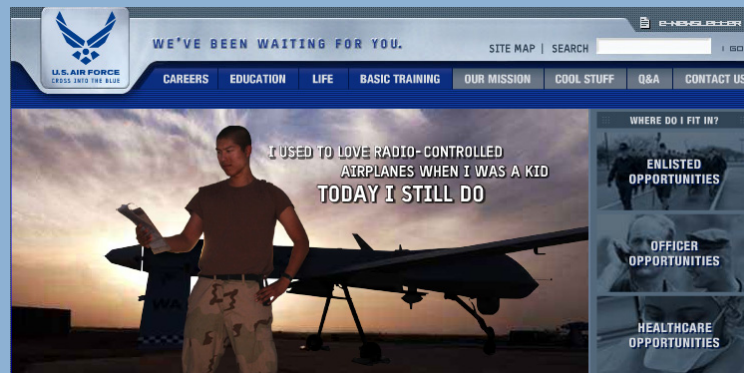 e-newsletter
WE'VE BEEN WAITING FOR YOU.
SITE MAP | SEARCH
GO
U.S. AIR FORCE
CROSS INTO THE BLUE
CAREERS EDUCATION LIFE BASIC TRAINING OUR MISSION COOL STUFF Q&A CONTACT US
WHERE DO I FIT IN?
I USED TO LOVE RADIO-CONTROLLED
AIRPLANES WHEN I WAS A KID
TODAY I STILL DO
ENLISTED
OPPORTUNITIES
OFFICER
OPPORTUNITIES
HEALTHCARE
OPPORTUNITIES
WA